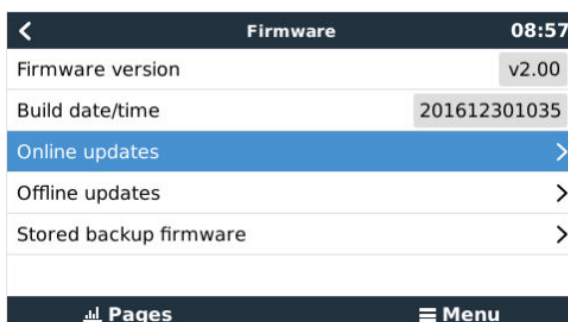 Firmware 08:57
Firmware version v2.00
Build date/time 201612301035
Online updates
Offline updates
Stored backup firmware
Pages Menu